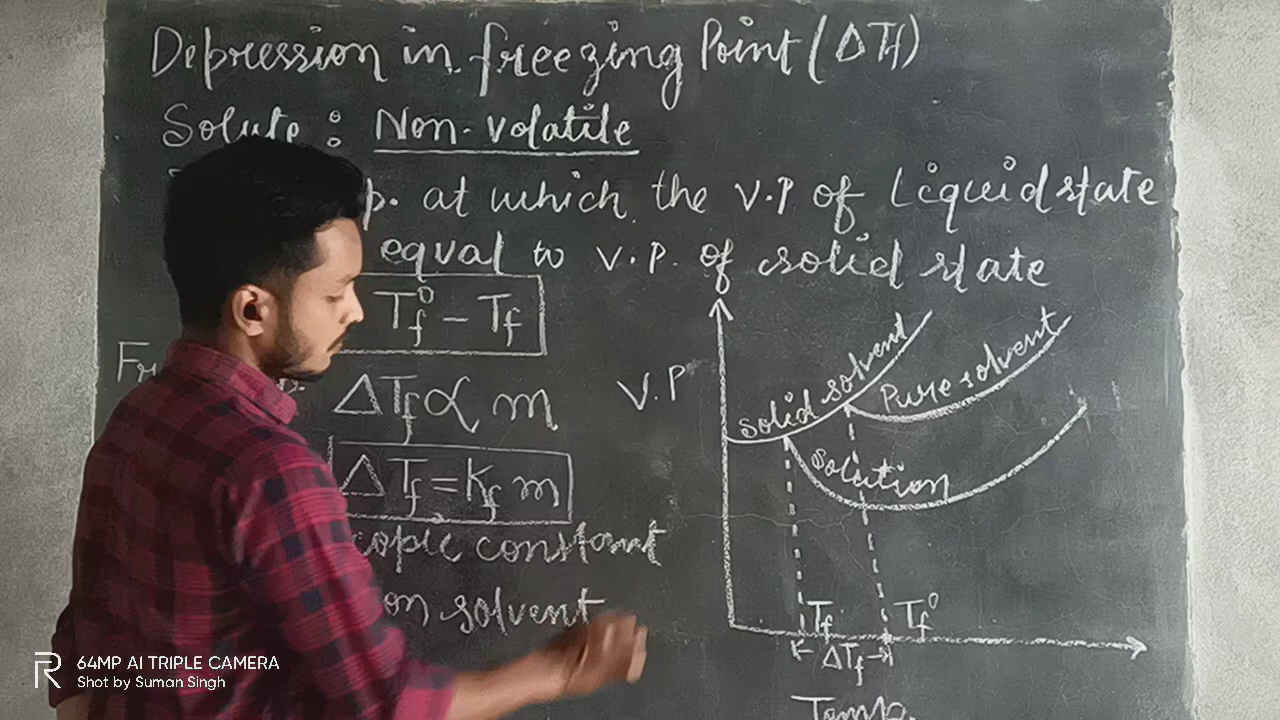 Depression in freezing Point (ΔTf)
Solute : Non-volatile
p. at which the V.P of Liquid state
equal to V.P. of solid state
Tf° - Tf
Fr p.
ΔTf ∝ m
ΔTf = Kf m
copic constant
on solvent
V.P
solid solvent
Pure solvent
Solution
Tf Tf°
ΔTf
Temp.
R 64MP AI TRIPLE CAMERA
Shot by Suman Singh